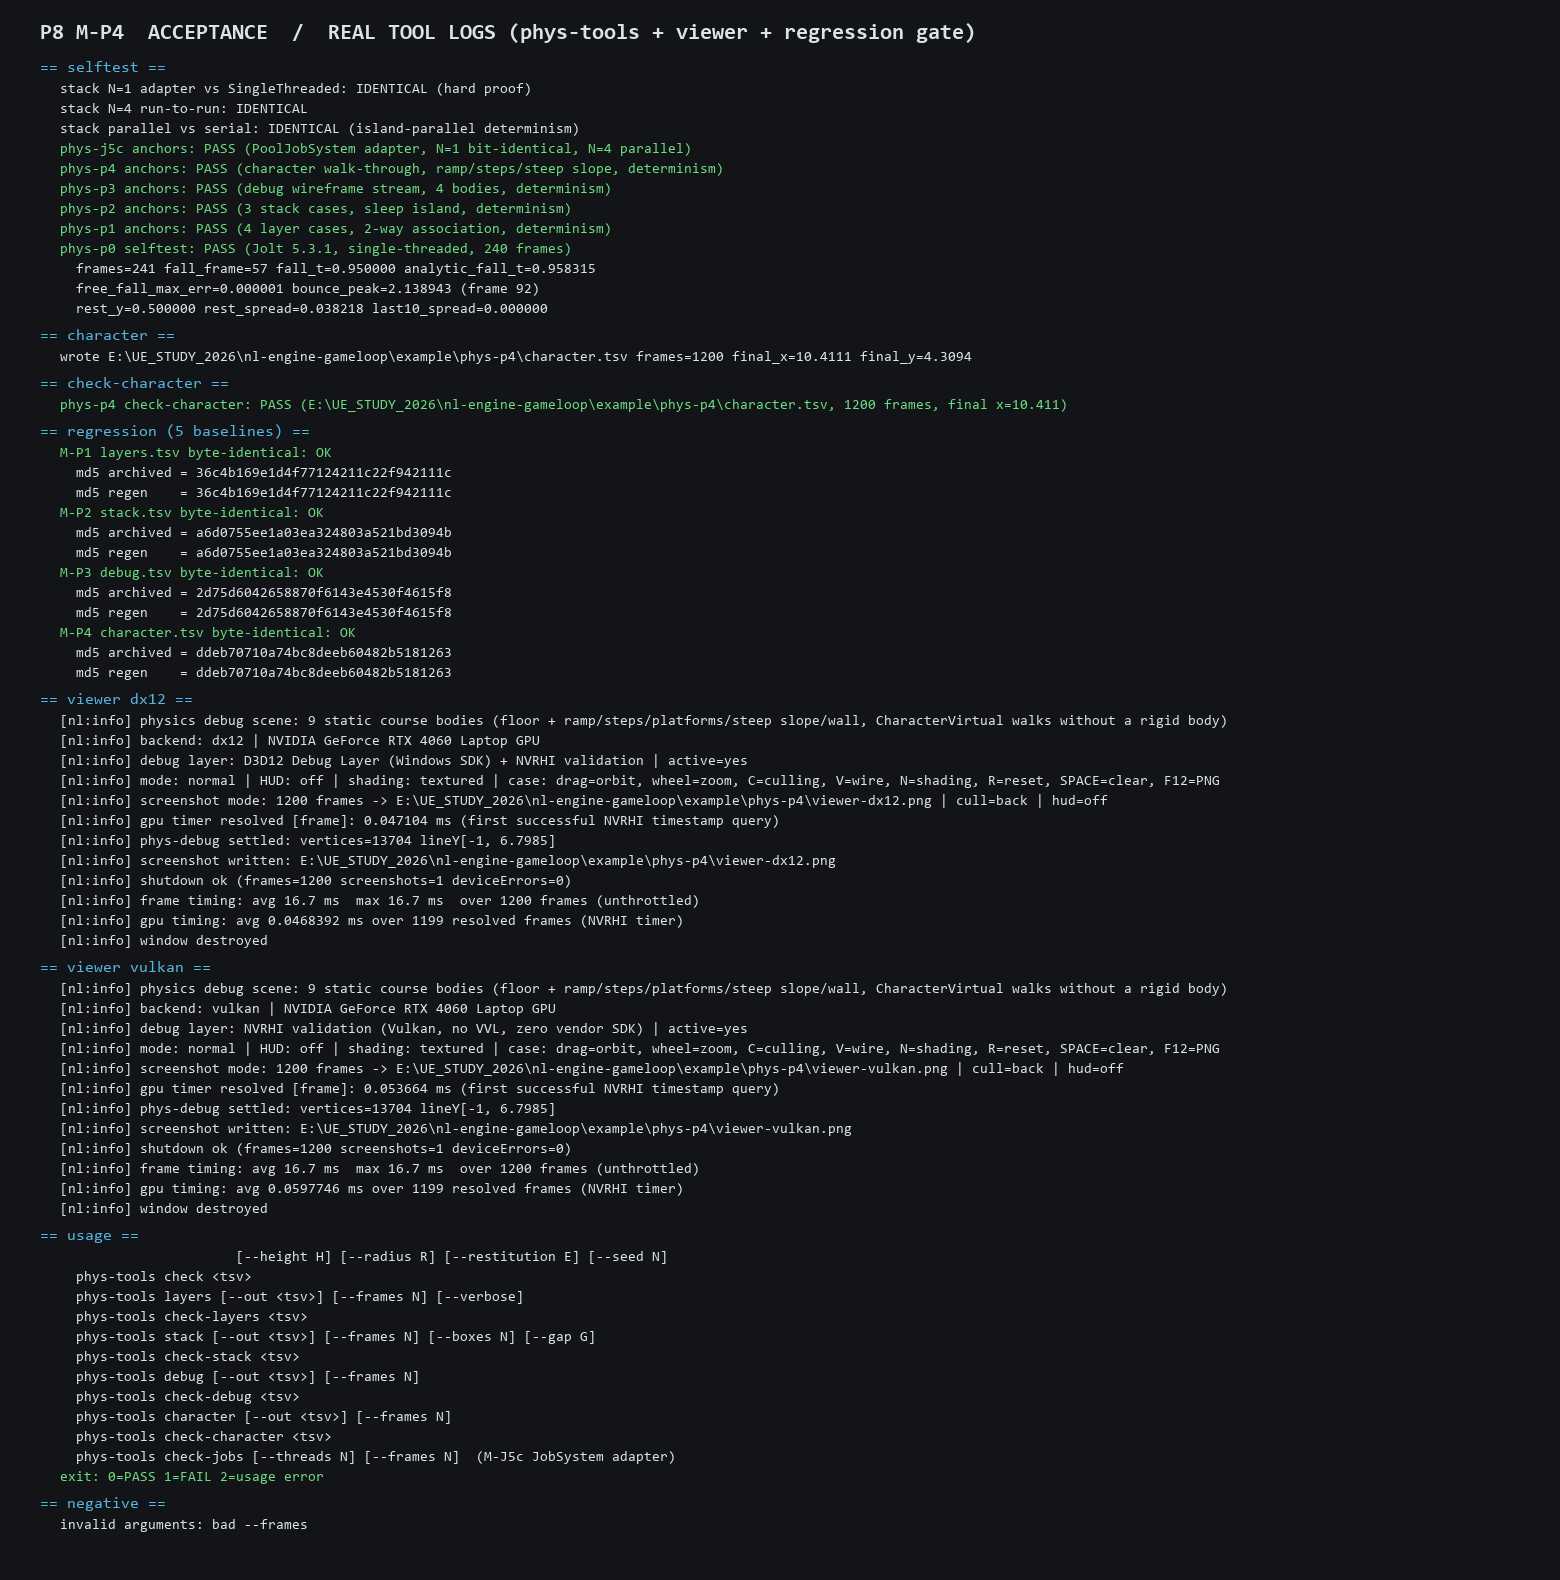 P8 M-P4  ACCEPTANCE  /  REAL TOOL LOGS (phys-tools + viewer + regression gate)
== selftest ==
stack N=1 adapter vs SingleThreaded: IDENTICAL (hard proof)
stack N=4 run-to-run: IDENTICAL
stack parallel vs serial: IDENTICAL (island-parallel determinism)
phys-j5c anchors: PASS (PoolJobSystem adapter, N=1 bit-identical, N=4 parallel)
phys-p4 anchors: PASS (character walk-through, ramp/steps/steep slope, determinism)
phys-p3 anchors: PASS (debug wireframe stream, 4 bodies, determinism)
phys-p2 anchors: PASS (3 stack cases, sleep island, determinism)
phys-p1 anchors: PASS (4 layer cases, 2-way association, determinism)
phys-p0 selftest: PASS (Jolt 5.3.1, single-threaded, 240 frames)
frames=241 fall_frame=57 fall_t=0.950000 analytic_fall_t=0.958315
free_fall_max_err=0.000001 bounce_peak=2.138943 (frame 92)
rest_y=0.500000 rest_spread=0.038218 last10_spread=0.000000
== character ==
wrote E:\UE_STUDY_2026\nl-engine-gameloop\example\phys-p4\character.tsv frames=1200 final_x=10.4111 final_y=4.3094
== check-character ==
phys-p4 check-character: PASS (E:\UE_STUDY_2026\nl-engine-gameloop\example\phys-p4\character.tsv, 1200 frames, final x=10.411)
== regression (5 baselines) ==
M-P1 layers.tsv byte-identical: OK
md5 archived = 36c4b169e1d4f77124211c22f942111c
md5 regen    = 36c4b169e1d4f77124211c22f942111c
M-P2 stack.tsv byte-identical: OK
md5 archived = a6d0755ee1a03ea324803a521bd3094b
md5 regen    = a6d0755ee1a03ea324803a521bd3094b
M-P3 debug.tsv byte-identical: OK
md5 archived = 2d75d6042658870f6143e4530f4615f8
md5 regen    = 2d75d6042658870f6143e4530f4615f8
M-P4 character.tsv byte-identical: OK
md5 archived = ddeb70710a74bc8deeb60482b5181263
md5 regen    = ddeb70710a74bc8deeb60482b5181263
== viewer dx12 ==
[nl:info] physics debug scene: 9 static course bodies (floor + ramp/steps/platforms/steep slope/wall, CharacterVirtual walks without a rigid body)
[nl:info] backend: dx12 | NVIDIA GeForce RTX 4060 Laptop GPU
[nl:info] debug layer: D3D12 Debug Layer (Windows SDK) + NVRHI validation | active=yes
[nl:info] mode: normal | HUD: off | shading: textured | case: drag=orbit, wheel=zoom, C=culling, V=wire, N=shading, R=reset, SPACE=clear, F12=PNG
[nl:info] screenshot mode: 1200 frames -> E:\UE_STUDY_2026\nl-engine-gameloop\example\phys-p4\viewer-dx12.png | cull=back | hud=off
[nl:info] gpu timer resolved [frame]: 0.047104 ms (first successful NVRHI timestamp query)
[nl:info] phys-debug settled: vertices=13704 lineY[-1, 6.7985]
[nl:info] screenshot written: E:\UE_STUDY_2026\nl-engine-gameloop\example\phys-p4\viewer-dx12.png
[nl:info] shutdown ok (frames=1200 screenshots=1 deviceErrors=0)
[nl:info] frame timing: avg 16.7 ms  max 16.7 ms  over 1200 frames (unthrottled)
[nl:info] gpu timing: avg 0.0468392 ms over 1199 resolved frames (NVRHI timer)
[nl:info] window destroyed
== viewer vulkan ==
[nl:info] physics debug scene: 9 static course bodies (floor + ramp/steps/platforms/steep slope/wall, CharacterVirtual walks without a rigid body)
[nl:info] backend: vulkan | NVIDIA GeForce RTX 4060 Laptop GPU
[nl:info] debug layer: NVRHI validation (Vulkan, no VVL, zero vendor SDK) | active=yes
[nl:info] mode: normal | HUD: off | shading: textured | case: drag=orbit, wheel=zoom, C=culling, V=wire, N=shading, R=reset, SPACE=clear, F12=PNG
[nl:info] screenshot mode: 1200 frames -> E:\UE_STUDY_2026\nl-engine-gameloop\example\phys-p4\viewer-vulkan.png | cull=back | hud=off
[nl:info] gpu timer resolved [frame]: 0.053664 ms (first successful NVRHI timestamp query)
[nl:info] phys-debug settled: vertices=13704 lineY[-1, 6.7985]
[nl:info] screenshot written: E:\UE_STUDY_2026\nl-engine-gameloop\example\phys-p4\viewer-vulkan.png
[nl:info] shutdown ok (frames=1200 screenshots=1 deviceErrors=0)
[nl:info] frame timing: avg 16.7 ms  max 16.7 ms  over 1200 frames (unthrottled)
[nl:info] gpu timing: avg 0.0597746 ms over 1199 resolved frames (NVRHI timer)
[nl:info] window destroyed
== usage ==
[--height H] [--radius R] [--restitution E] [--seed N]
phys-tools check <tsv>
phys-tools layers [--out <tsv>] [--frames N] [--verbose]
phys-tools check-layers <tsv>
phys-tools stack [--out <tsv>] [--frames N] [--boxes N] [--gap G]
phys-tools check-stack <tsv>
phys-tools debug [--out <tsv>] [--frames N]
phys-tools check-debug <tsv>
phys-tools character [--out <tsv>] [--frames N]
phys-tools check-character <tsv>
phys-tools check-jobs [--threads N] [--frames N]  (M-J5c JobSystem adapter)
exit: 0=PASS 1=FAIL 2=usage error
== negative ==
invalid arguments: bad --frames